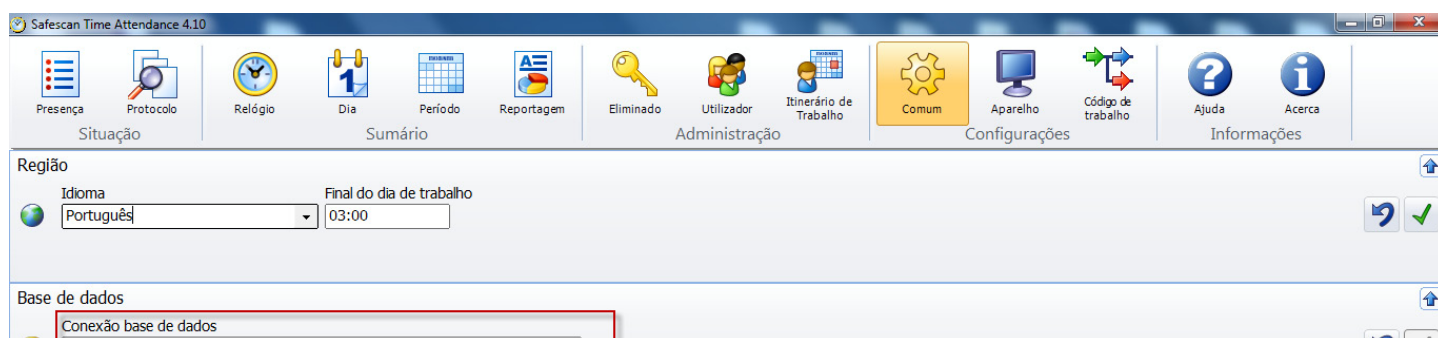 Safescan Time Attendance 4.10
Presença
Protocolo
Relógio
1
Dia
Período
Reportagem
Eliminado
Utilizador
Itinerário de
Trabalho
Comum
Aparelho
Código de
trabalho
Ajuda
Acerca
Situação
Sumário
Administração
Configurações
Informações
Região
Idioma
Final do dia de trabalho
Português
03:00
Base de dados
Conexão base de dados